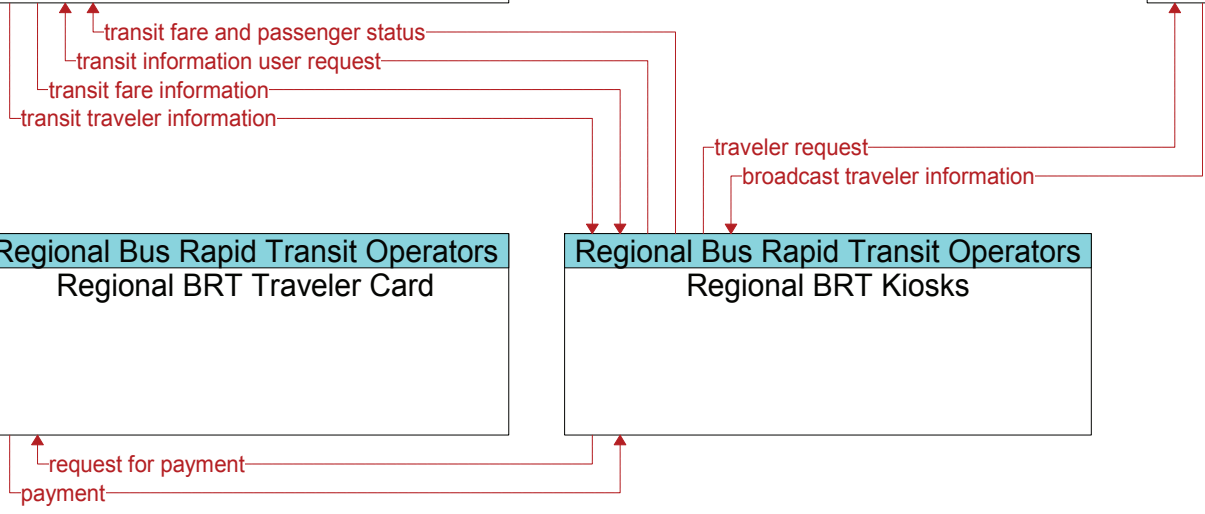 transit fare and passenger status
transit information user request
transit fare information
transit traveler information
traveler request
broadcast traveler information
Regional Bus Rapid Transit Operators
Regional BRT Traveler Card
Regional Bus Rapid Transit Operators
Regional BRT Kiosks
request for payment
payment